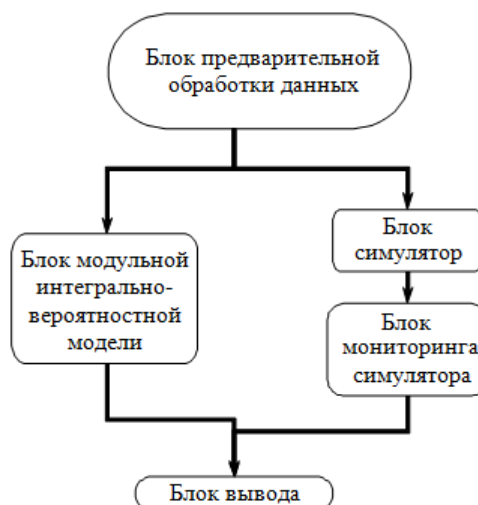 Блок предварительной
обработки данных
Блок модульной
интегрально-
вероятностной
модели
Блок
симулятор
Блок
мониторинга
симулятора
Блок вывода